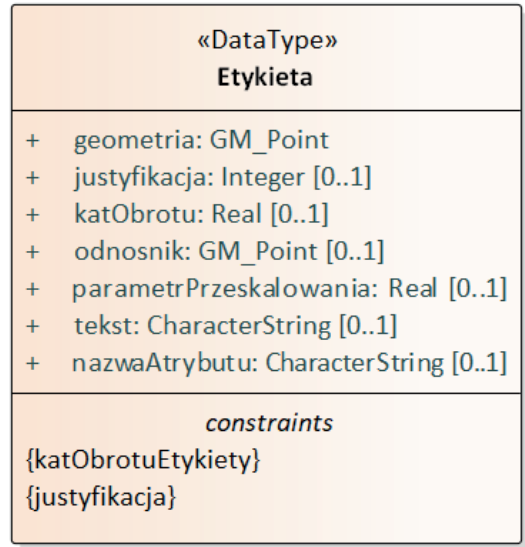 «DataType»
Etykieta
+ geometria: GM_Point
+ justyfikacja: Integer [0..1]
+ katObrotu: Real [0..1]
+ odnosnik: GM_Point [0..1]
+ parametrPrzeskalowania: Real [0..1]
+ tekst: CharacterString [0..1]
+ nazwaAtrybutu: CharacterString [0..1]
constraints
{katObrotuEtykiety}
{justyfikacja}